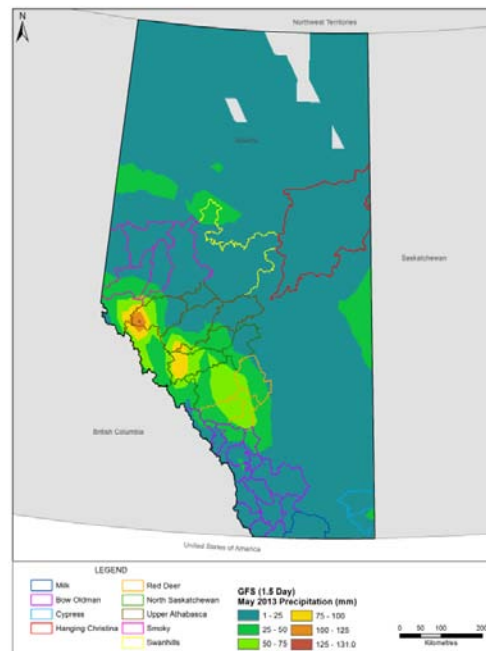 N
Northwest Territories
Alberta
Saskatchewan
British Columbia
United States of America
LEGEND
Milk
Bow Oldman
Cypress
Hanging Christina
Red Deer
North Saskatchewan
Upper Athabasca
Smoky
Swanhills
GFS (1.5 Day)
May 2013 Precipitation (mm)
1 - 25
25 - 50
50 - 75
75 - 100
100 - 125
125 - 131.0
0
100
200
Kilometres